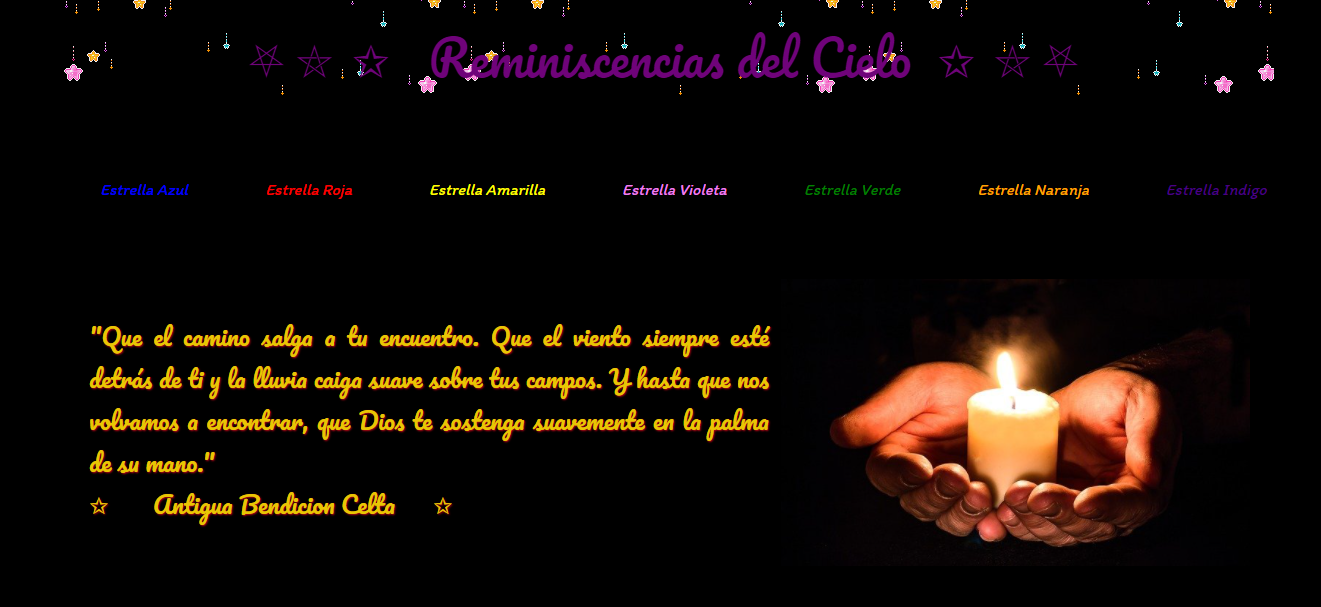 ⛧ ⛤ ✰ Reminiscencias del Cielo ✰ ⛤ ⛧
Estrella Azul Estrella Roja Estrella Amarilla Estrella Violeta Estrella Verde Estrella Naranja Estrella Indigo
"Que el camino salga a tu encuentro. Que el viento siempre esté
detrás de ti y la lluvia caiga suave sobre tus campos. Y hasta que nos
volvamos a encontrar, que Dios te sostenga suavemente en la palma
de su mano."
☆ Antigua Bendicion Celta ☆